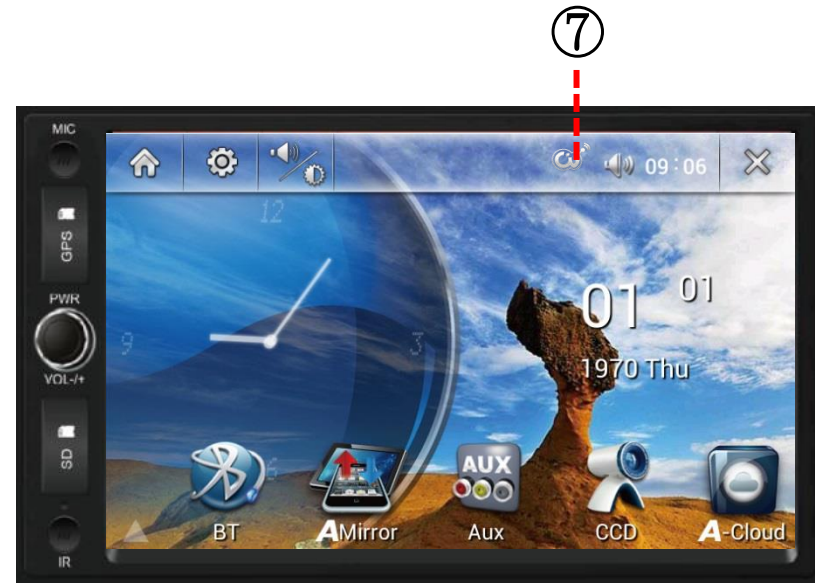 ⑦
MIC
09:06
12
GPS
01 01
PWR
9
3
1970 Thu
VOL-/+
SD
AUX
6
BT
AMirror
Aux
CCD
A-Cloud
IR